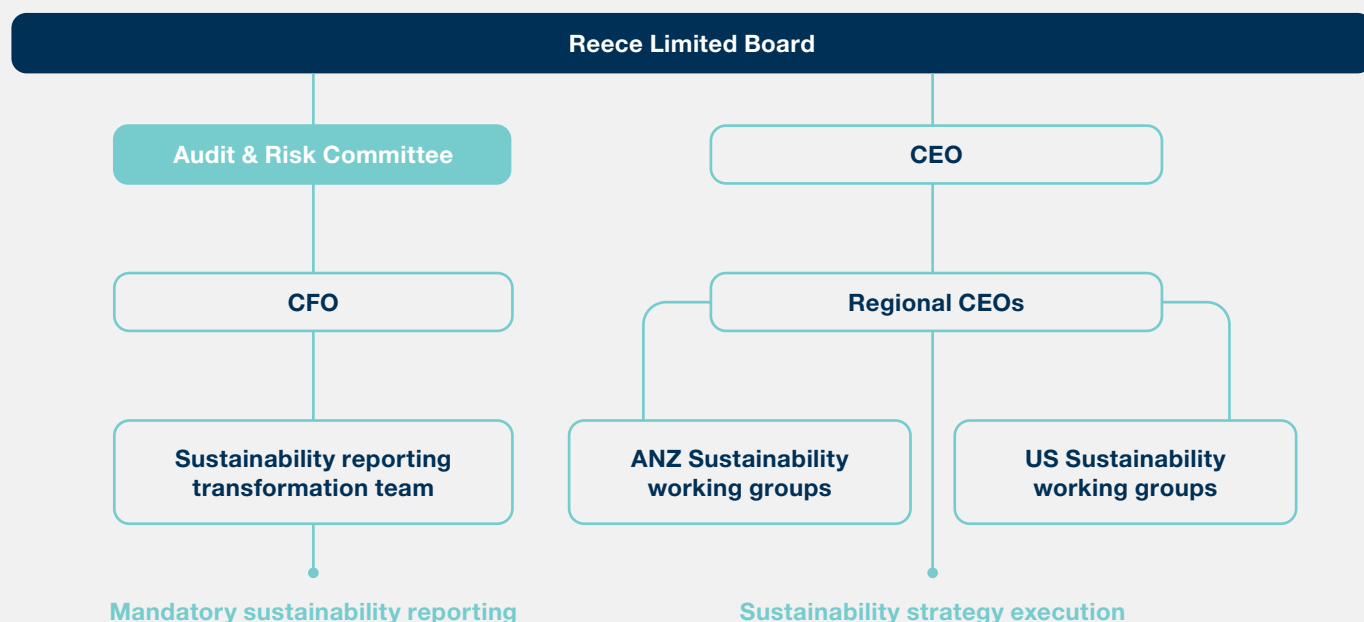 Reece Limited Board
Audit & Risk Committee
CEO
CFO
Regional CEOs
Sustainability reporting
transformation team
ANZ Sustainability
working groups
US Sustainability
working groups
Mandatory sustainability reporting
Sustainability strategy execution